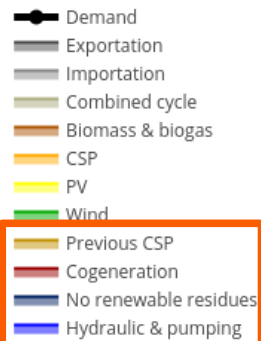 Demand
Exportation
Importation
Combined cycle
Biomass & biogas
CSP
PV
Wind
Previous CSP
Cogeneration
No renewable residues
Hydraulic & pumping